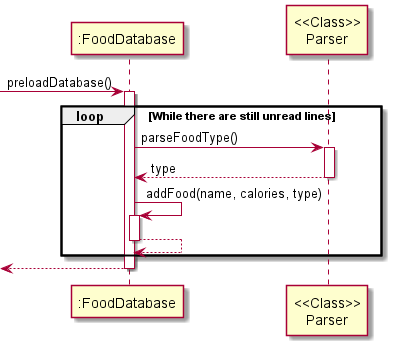 <<Class>>
:FoodDatabase
Parser
preloadDatabase()
loop
[While there are still unread lines]
parseFoodType()
type
addFood(name, calories, type)
:FoodDatabase
<<Class>>
Parser